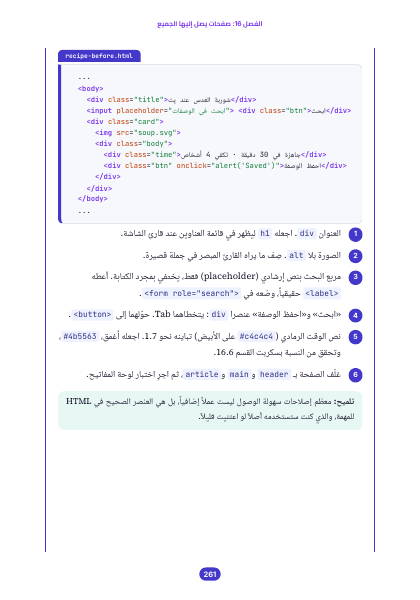 الفصل 16: صفحات يصل إليها الجميع
recipe-before.html
...
<body>
<div class="title">شوربة العدس عند يث</div>
<input placeholder="ابحث في الوصفات"> <div class="btn">ابحث</div>
<div class="card">
<img src="soup.svg">
<div class="body">
<div class="time">جاهزة في 30 دقيقة · تكفي 4 أشخاص</div>
<div class="btn" onclick="alert('Saved')">احفظ الوصفة</div>
</div>
</div>
</body>
...
1 العنوان div . اجعله h1 ليظهر في قائمة العناوين عند قارئ الشاشة.
2 الصورة بلا alt . صِف ما يراه القارئ المبصر في جملة قصيرة.
3 مربع البحث بنص إرشادي (placeholder) فقط، يختفي بمجرد الكتابة. أعطه
<label> حقيقياً، وضعه في <form role="search"> .
4 «ابحث» و«احفظ الوصفة» عنصرا div : يتخطاهما Tab. حوّلهما إلى <button> .
5 نص الوقت الرمادي ( #c4c4c4 على الأبيض) تباينه نحو 1.7. اجعله أغمق، #4b5563 ،
وتحقق من النسبة بسكربت القسم 16.6.
6 غلّف الصفحة بـ header و main و article ، ثم اجرِ اختبار لوحة المفاتيح.
تلميح: معظم إصلاحات سهولة الوصول ليست عملاً إضافياً، بل هي العنصر الصحيح في HTML
للمهمة، والذي كنت ستستخدمه أصلاً لو اعتنيت قليلاً.
261